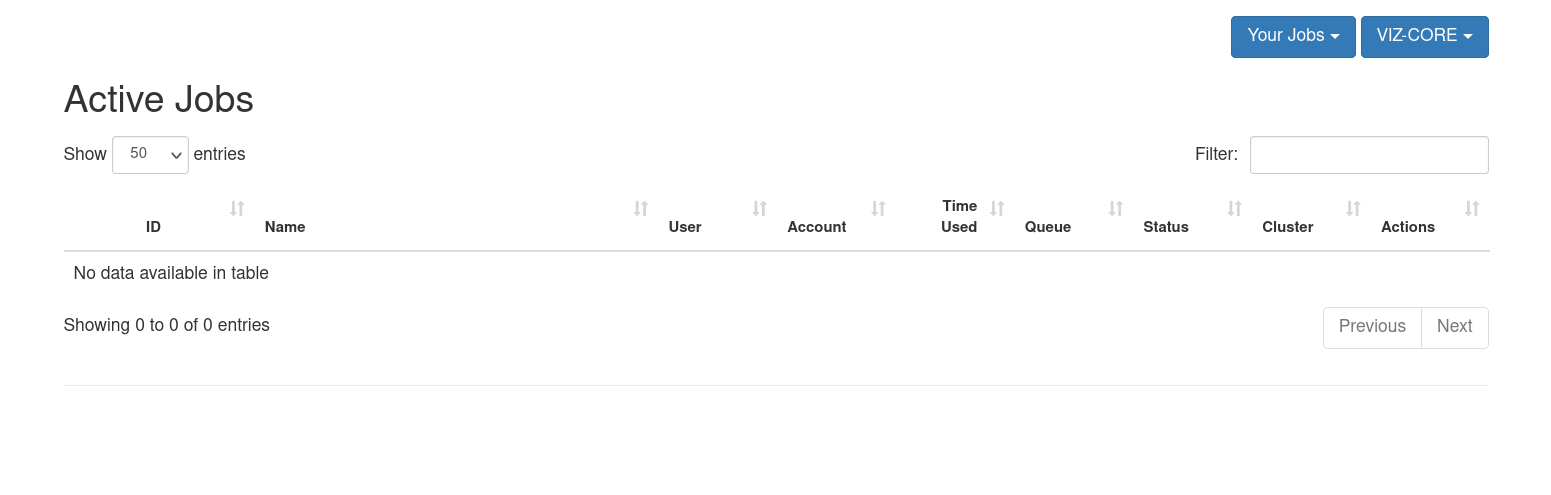 Your Jobs VIZ-CORE
Active Jobs
Show 50 entries Filter:
ID Name User Account Time Used Queue Status Cluster Actions
No data available in table
Showing 0 to 0 of 0 entries Previous Next